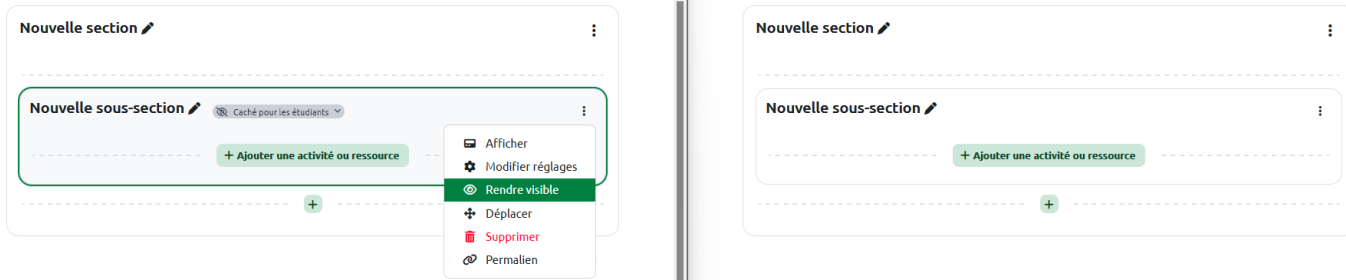 Nouvelle section
Nouvelle sous-section
Caché pour les étudiants
+ Ajouter une activité ou ressource
+
Afficher
Modifier réglages
Rendre visible
Déplacer
Supprimer
Permalien
Nouvelle section
Nouvelle sous-section
+ Ajouter une activité ou ressource
+